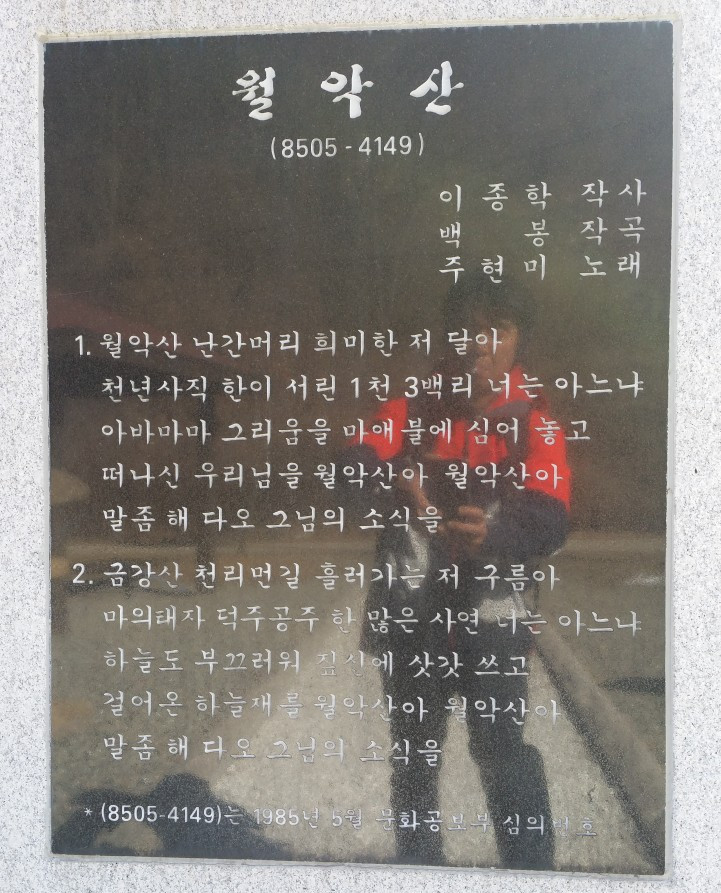 월악산
(8505-4149)
이종학 작사
백봉 작곡
주현미 노래
1. 월악산 난간머리 희미한 저 달아
천년사직 한이 서린 1천 3백리 너는 아느냐
아바마마 그리움을 마애불에 심어 놓고
떠나신 우리님을 월악산아 월악산아
말좀 해 다오 그님의 소식을
2. 금강산 천리먼길 흘러가는 저 구름아
마의태자 덕주공주 한 많은 사연 너는 아느냐
하늘도 부끄러워 짚신에 삿갓 쓰고
걸어온 하늘재를 월악산아 월악산아
말좀 해 다오 그님의 소식을
* (8505-4149)는 1985년 5월 문화공보부 심의번호